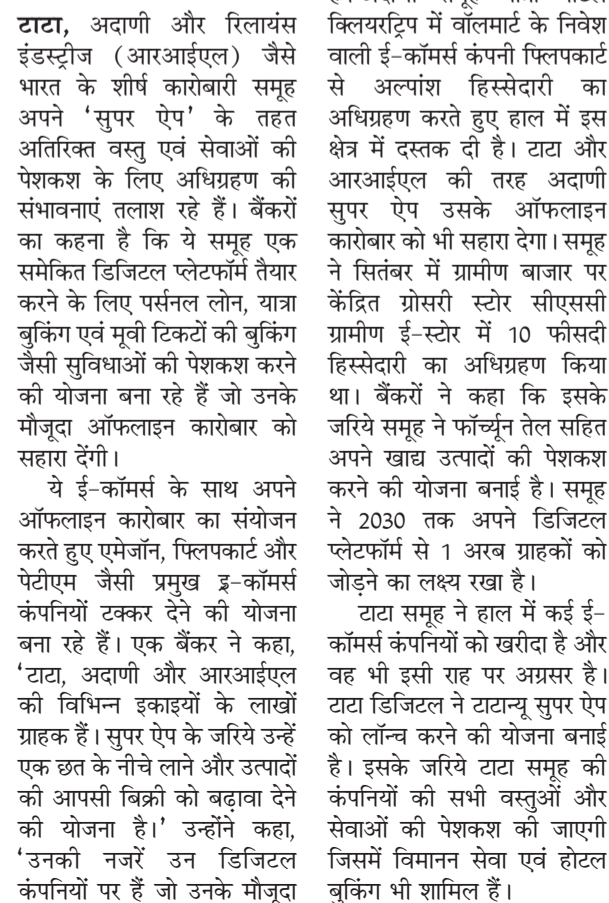 टाटा, अदाणी और रिलायंस
इंडस्ट्रीज (आरआईएल) जैसे
भारत के शीर्ष कारोबारी समूह
अपने ‘सुपर ऐप’ के तहत
अतिरिक्त वस्तु एवं सेवाओं की
पेशकश के लिए अधिग्रहण की
संभावनाएं तलाश रहे हैं। बैंकरों
का कहना है कि ये समूह एक
समेकित डिजिटल प्लेटफॉर्म तैयार
करने के लिए पर्सनल लोन, यात्रा
बुकिंग एवं मूवी टिकटों की बुकिंग
जैसी सुविधाओं की पेशकश करने
की योजना बना रहे हैं जो उनके
मौजूदा ऑफलाइन कारोबार को
सहारा देंगी।
ये ई-कॉमर्स के साथ अपने
ऑफलाइन कारोबार का संयोजन
करते हुए एमेजॉन, फ्लिपकार्ट और
पेटीएम जैसी प्रमुख इ-कॉमर्स
कंपनियों टक्कर देने की योजना
बना रहे हैं। एक बैंकर ने कहा,
‘टाटा, अदाणी और आरआईएल
की विभिन्न इकाइयों के लाखों
ग्राहक हैं। सुपर ऐप के जरिये उन्हें
एक छत के नीचे लाने और उत्पादों
की आपसी बिक्री को बढ़ावा देने
की योजना है।’ उन्होंने कहा,
‘उनकी नजरें उन डिजिटल
कंपनियों पर हैं जो उनके मौजूदा
क्लियरट्रिप में वॉलमार्ट के निवेश
वाली ई-कॉमर्स कंपनी फ्लिपकार्ट
से अल्पांश हिस्सेदारी का
अधिग्रहण करते हुए हाल में इस
क्षेत्र में दस्तक दी है। टाटा और
आरआईएल की तरह अदाणी
सुपर ऐप उसके ऑफलाइन
कारोबार को भी सहारा देगा। समूह
ने सितंबर में ग्रामीण बाजार पर
केंद्रित ग्रोसरी स्टोर सीएससी
ग्रामीण ई-स्टोर में 10 फीसदी
हिस्सेदारी का अधिग्रहण किया
था। बैंकरों ने कहा कि इसके
जरिये समूह ने फॉर्च्यून तेल सहित
अपने खाद्य उत्पादों की पेशकश
करने की योजना बनाई है। समूह
ने 2030 तक अपने डिजिटल
प्लेटफॉर्म से 1 अरब ग्राहकों को
जोड़ने का लक्ष्य रखा है।
टाटा समूह ने हाल में कई ई-
कॉमर्स कंपनियों को खरीदा है और
वह भी इसी राह पर अग्रसर है।
टाटा डिजिटल ने टाटान्यू सुपर ऐप
को लॉन्च करने की योजना बनाई
है। इसके जरिये टाटा समूह की
कंपनियों की सभी वस्तुओं और
सेवाओं की पेशकश की जाएगी
जिसमें विमानन सेवा एवं होटल
बुकिंग भी शामिल हैं।